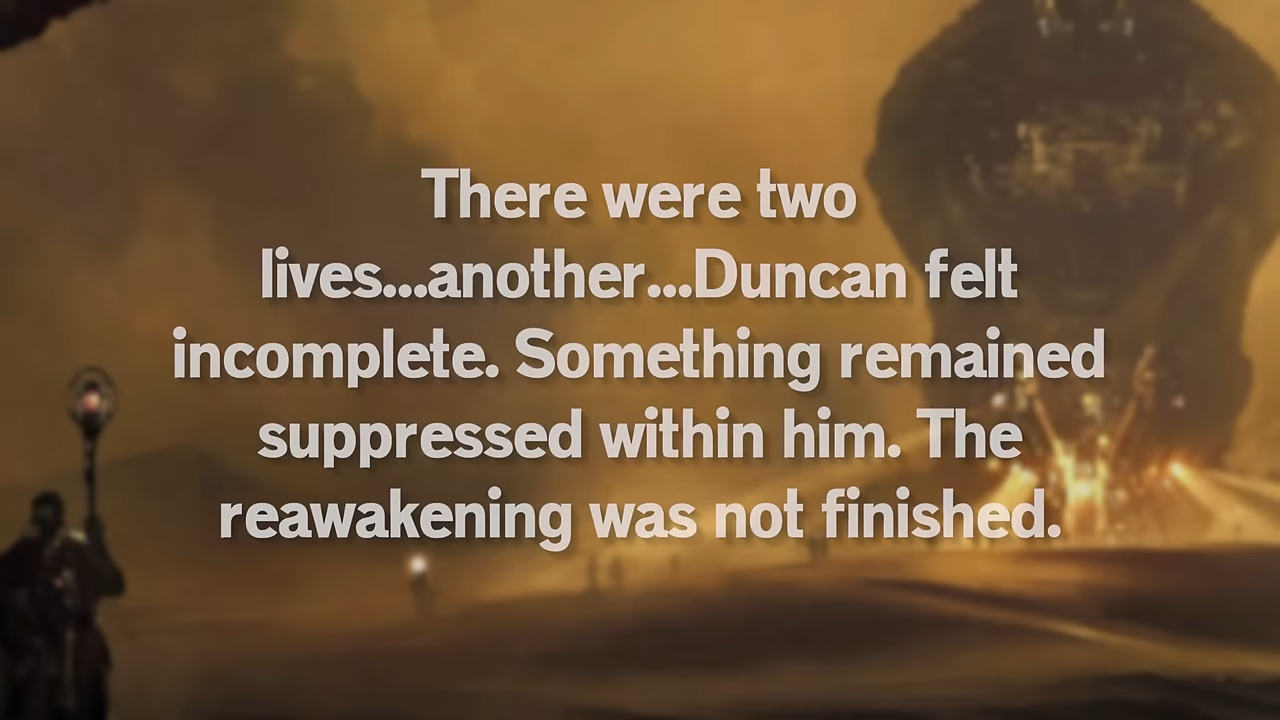 There were two
lives...another...Duncan felt
incomplete. Something remained
suppressed within him. The
reawakening was not finished.